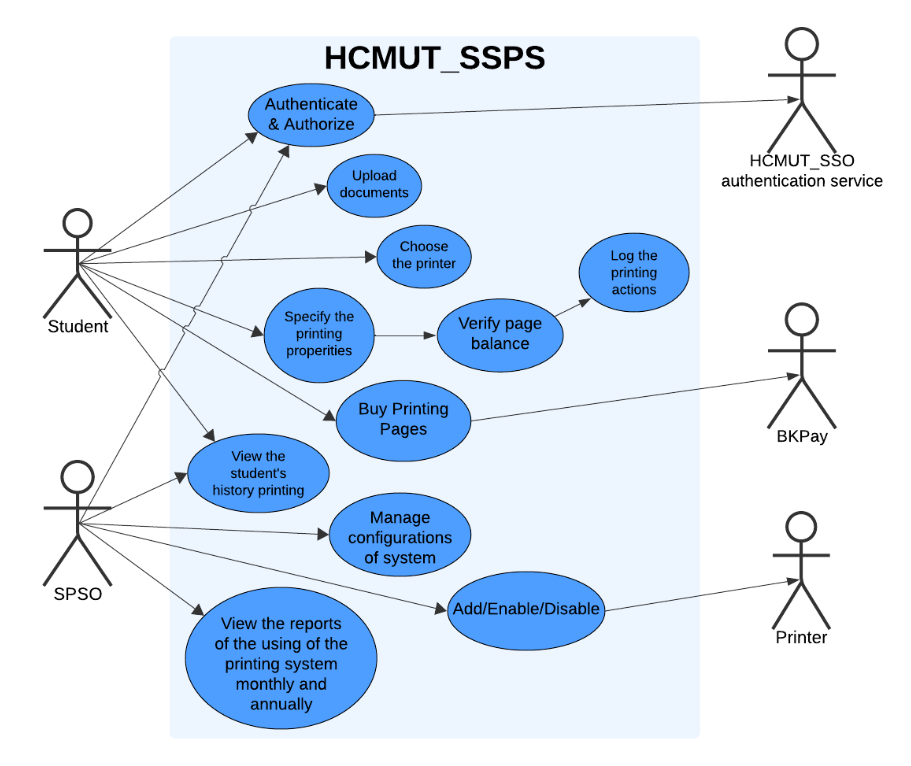 HCMUT_SSPS
Authenticate
& Authorize
HCMUT_SSO
authentication service
Upload
documents
Choose
the printer
Log the
printing
actions
Student
Specify the
printing
properities
Verify page
balance
Buy Printing
Pages
BKPay
View the
student's
history printing
Manage
configurations
of system
SPSO
Add/Enable/Disable
Printer
View the reports
of the using of the
printing system
monthly and
annually